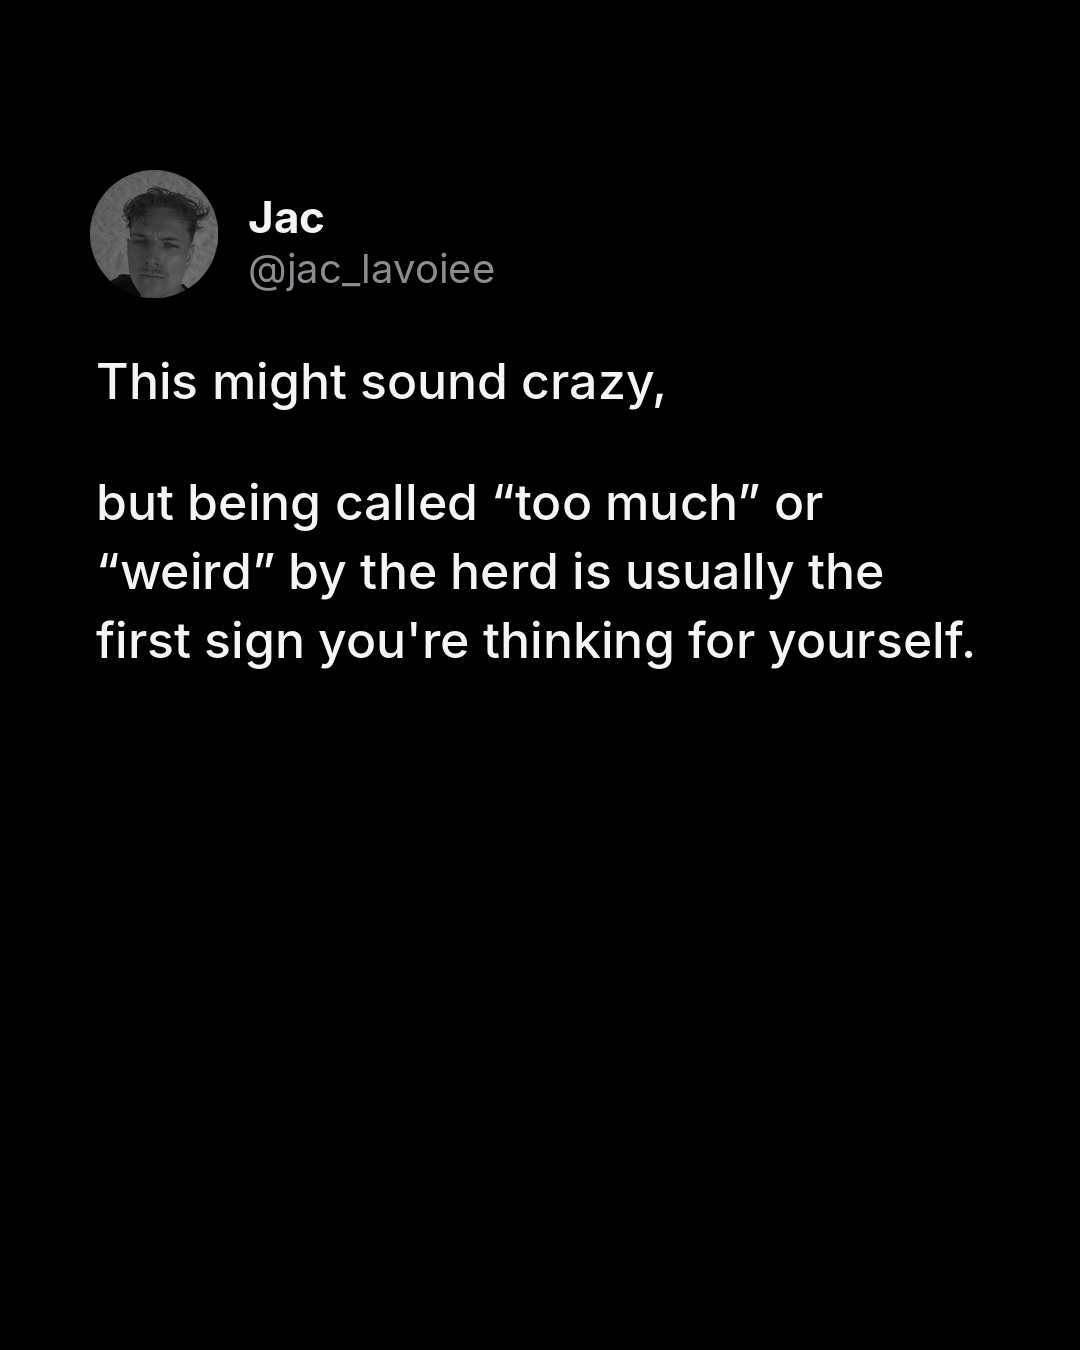 Jac
@jac_lavoiee
This might sound crazy,
but being called “too much” or
“weird” by the herd is usually the
first sign you're thinking for yourself.